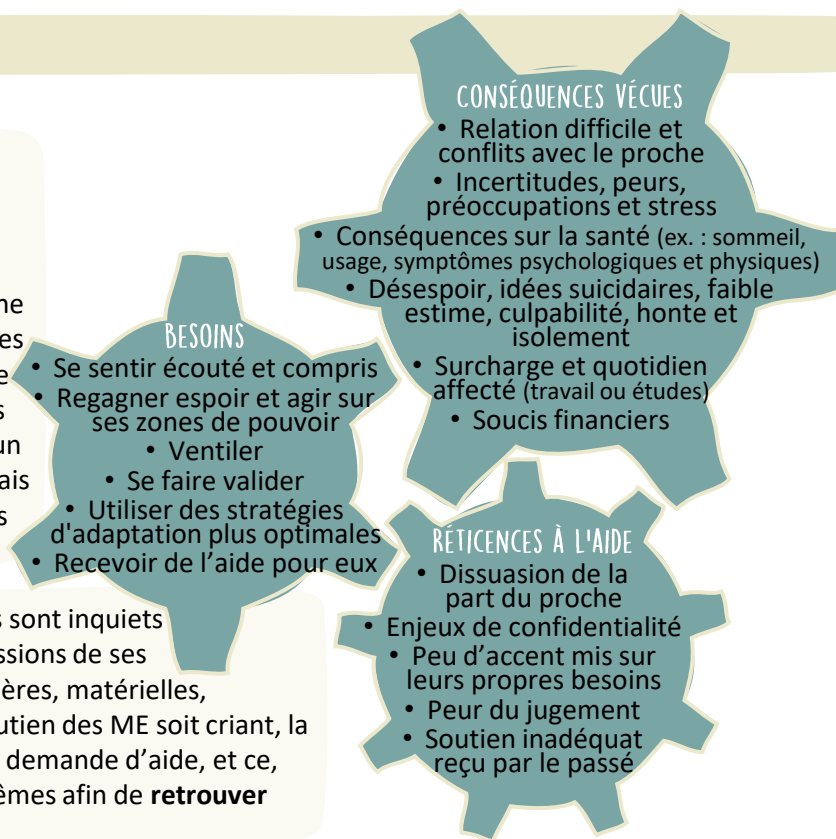 CONSÉQUENCES VÉCUES
• Relation difficile et
conflits avec le proche
• Incertitudes, peurs,
préoccupations et stress
• Conséquences sur la santé (ex. : sommeil,
usage, symptômes psychologiques et physiques)
• Désespoir, idées suicidaires, faible
estime, culpabilité, honte et
isolement
• Surcharge et quotidien
affecté (travail ou études)
• Soucis financiers
BESOINS
• Se sentir écouté et compris
• Regagner espoir et agir sur
ses zones de pouvoir
• Ventiler
• Se faire valider
• Utiliser des stratégies
d'adaptation plus optimales
• Recevoir de l’aide pour eux
RÉTICENCES À L'AIDE
• Dissuasion de la
part du proche
• Enjeux de confidentialité
• Peu d’accent mis sur
leurs propres besoins
• Peur du jugement
• Soutien inadéquat
reçu par le passé
ne
es
e
s
un
ais
s
s sont inquiets
ssions de ses
ières, matérielles,
utien des ME soit criant, la
demande d’aide, et ce,
êmes afin de retrouver